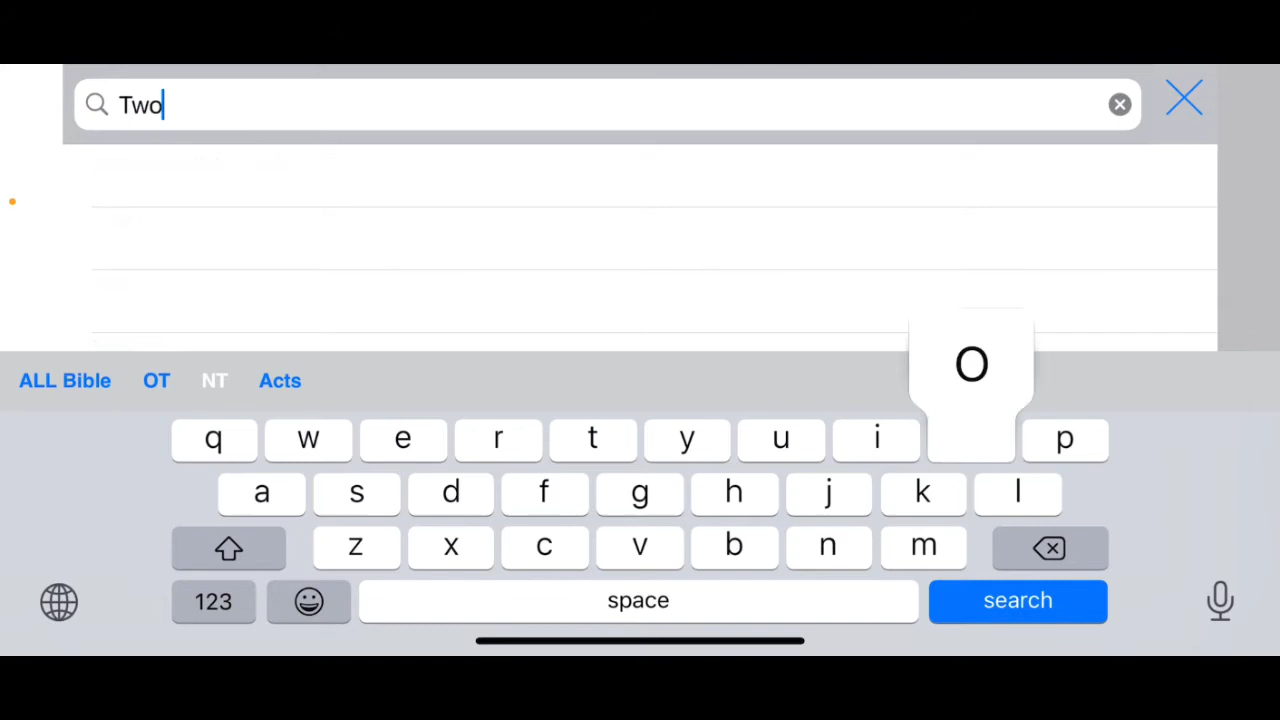 Two
O
ALL Bible OT NT Acts
q w e r t y u i p
a s d f g h j k l
z x c v b n m
123 space search